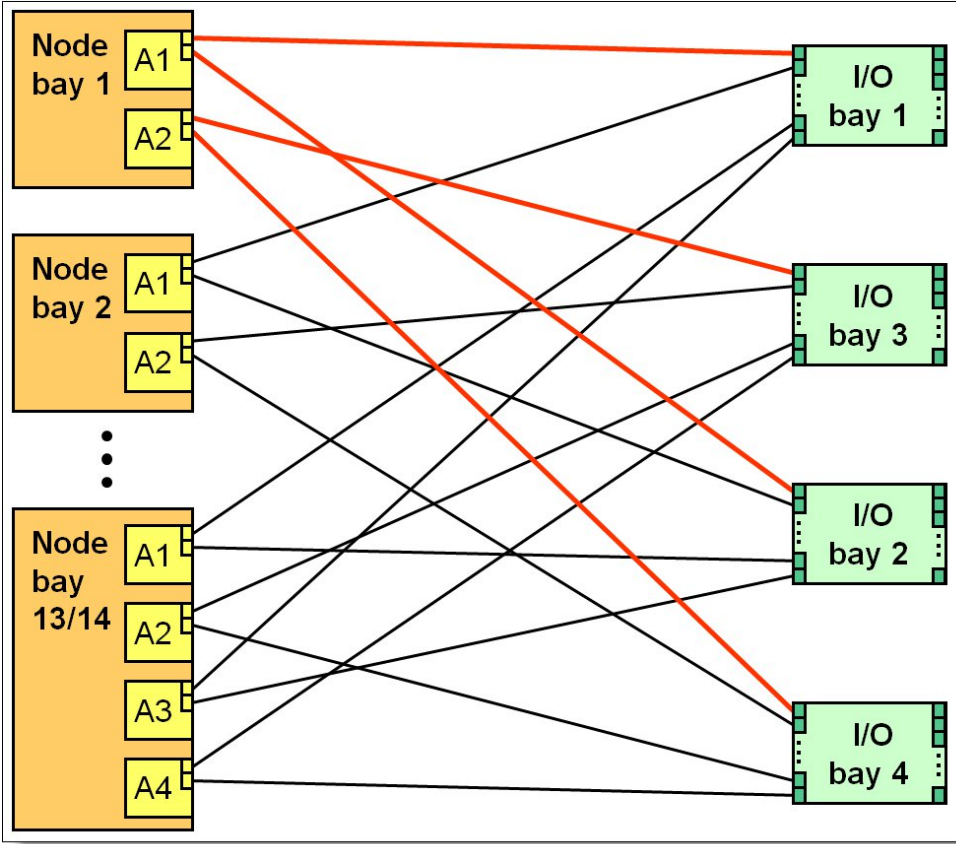 Node
bay 1
A1
A2
Node
bay 2
A1
A2
Node
bay
13/14
A1
A2
A3
A4
I/O
bay 1
I/O
bay 3
I/O
bay 2
I/O
bay 4